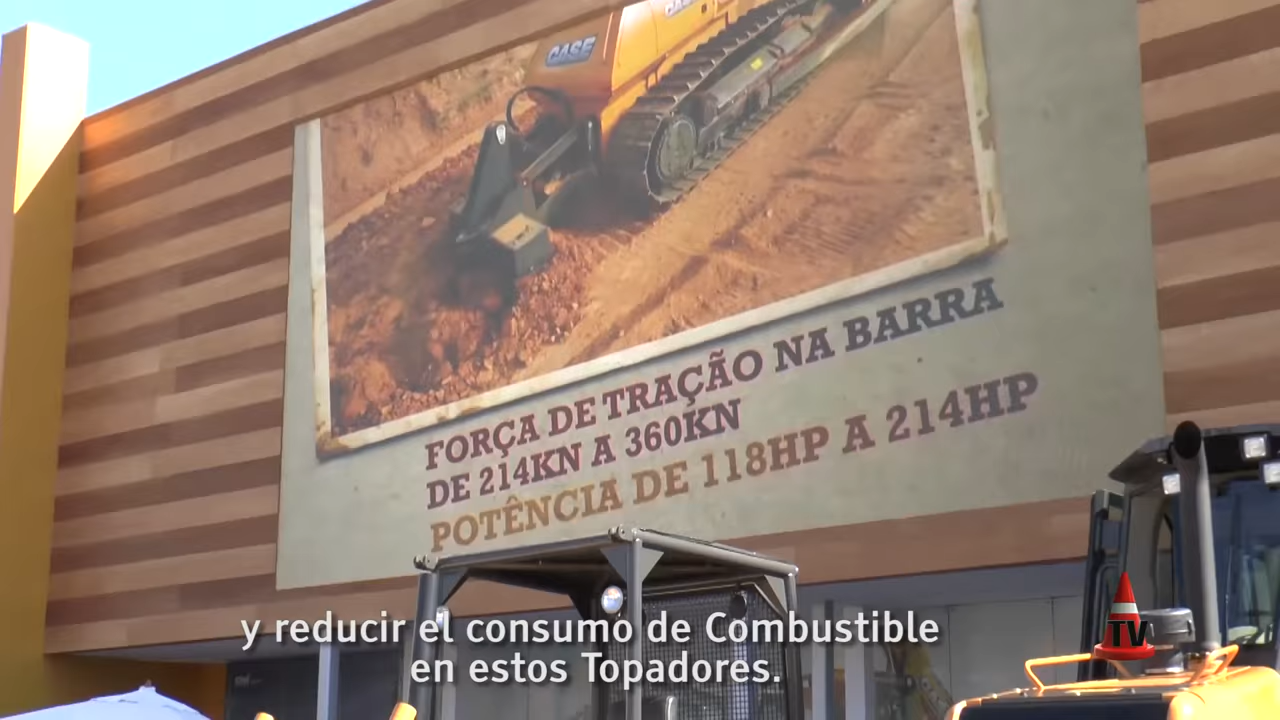 CASE
CASE
FORÇA DE TRAÇÃO NA BARRA
DE 214KN A 360KN
POTÊNCIA DE 118HP A 214HP
y reducir el consumo de Combustible
en estos Topadores.
TV